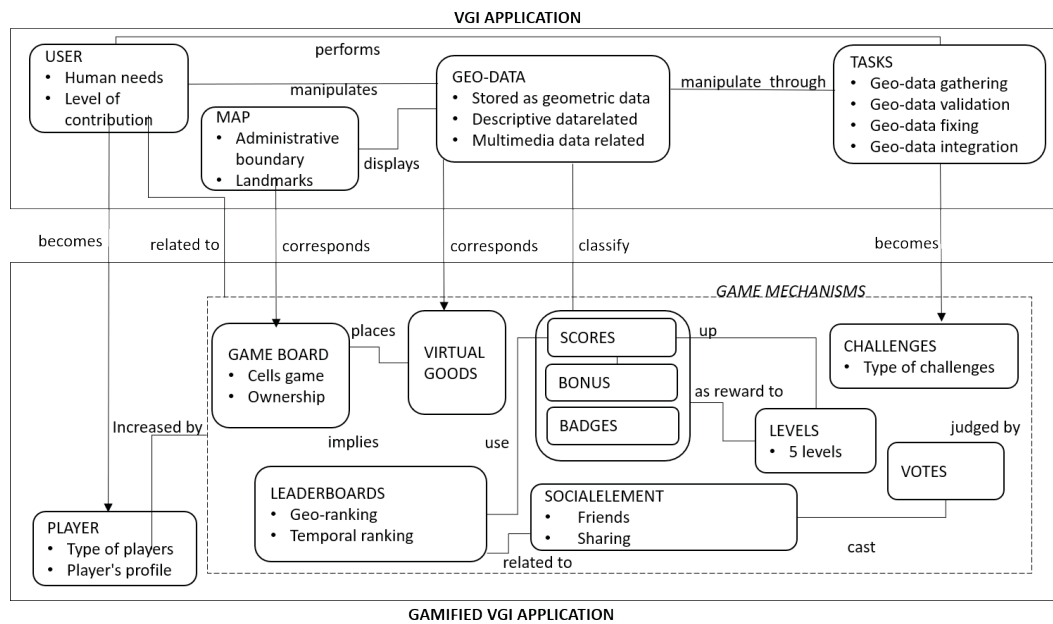 VGI APPLICATION
performs
USER
• Human needs
• Level of
contribution
manipulates
MAP
• Administrative
boundary
• Landmarks
displays
GEO-DATA
• Stored as geometric data
• Descriptive datarelated
• Multimedia data related
manipulate through
TASKS
• Geo-data gathering
• Geo-data validation
• Geo-data fixing
• Geo-data integration
becomes
related to
corresponds
corresponds
classify
becomes
GAME MECHANISMS
GAME BOARD
• Cells game
• Ownership
places
VIRTUAL
GOODS
SCORES
BONUS
BADGES
up
CHALLENGES
• Type of challenges
as reward to
Increased by
implies
use
LEVELS
• 5 levels
judged by
VOTES
LEADERBOARDS
• Geo-ranking
• Temporal ranking
SOCIALELEMENT
• Friends
• Sharing
related to
cast
PLAYER
• Type of players
• Player's profile
GAMIFIED VGI APPLICATION